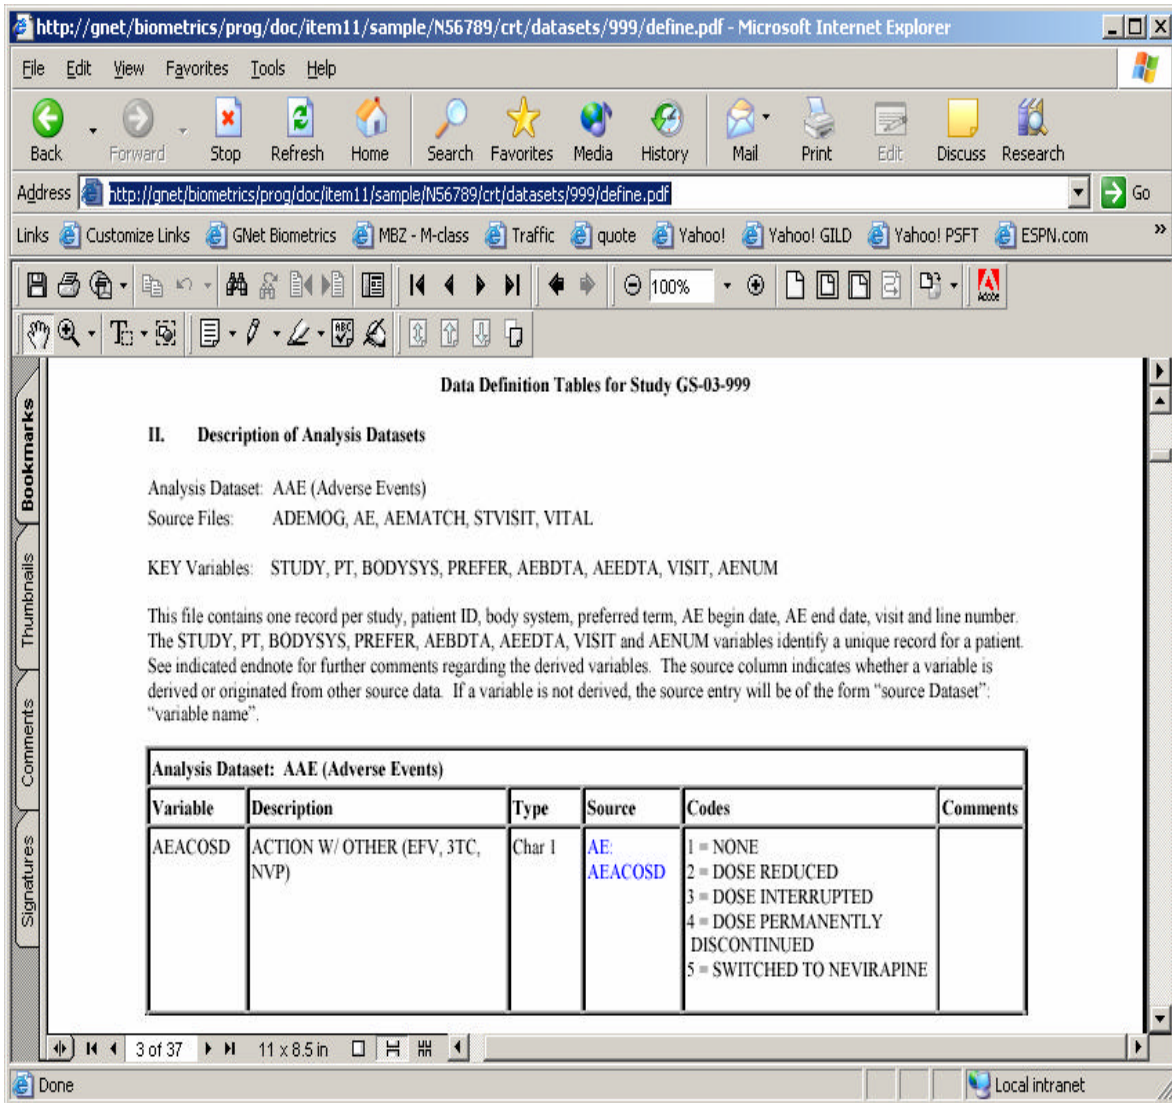 http://gnet/biometrics/prog/doc/item11/sample/N56789/crt/datasets/999/define.pdf - Microsoft Internet Explorer
File Edit View Favorites Tools Help
Back Forward Stop Refresh Home Search Favorites Media History Mail Print Edit Discuss Research
Address http://gnet/biometrics/prog/doc/item11/sample/N56789/crt/datasets/999/define.pdf Go
Links Customize Links GNet Biometrics MBZ - M-class Traffic quote Yahoo! Yahoo! GILD Yahoo! PSFT ESPN.com »
100% Adobe
Bookmarks
Thumbnails
Comments
Signatures
Data Definition Tables for Study GS-03-999
II. Description of Analysis Datasets
Analysis Dataset: AAE (Adverse Events)
Source Files: ADEMOG, AE, AEMATCH, STVISIT, VITAL
KEY Variables: STUDY, PT, BODYSYS, PREFER, AEBDTA, AEEDTA, VISIT, AENUM
This file contains one record per study, patient ID, body system, preferred term, AE begin date, AE end date, visit and line number.
The STUDY, PT, BODYSYS, PREFER, AEBDTA, AEEDTA, VISIT and AENUM variables identify a unique record for a patient.
See indicated endnote for further comments regarding the derived variables. The source column indicates whether a variable is
derived or originated from other source data. If a variable is not derived, the source entry will be of the form “source Dataset”:
“variable name”.
Analysis Dataset: AAE (Adverse Events)
Variable Description Type Source Codes Comments
AEACOSD ACTION W/ OTHER (EFV, 3TC, Char 1 AE: 1 = NONE
NVP) AEACOSD 2 = DOSE REDUCED
3 = DOSE INTERRUPTED
4 = DOSE PERMANENTLY
DISCONTINUED
5 = SWITCHED TO NEVIRAPINE
3 of 37 11 x 8.5 in
Done Local intranet